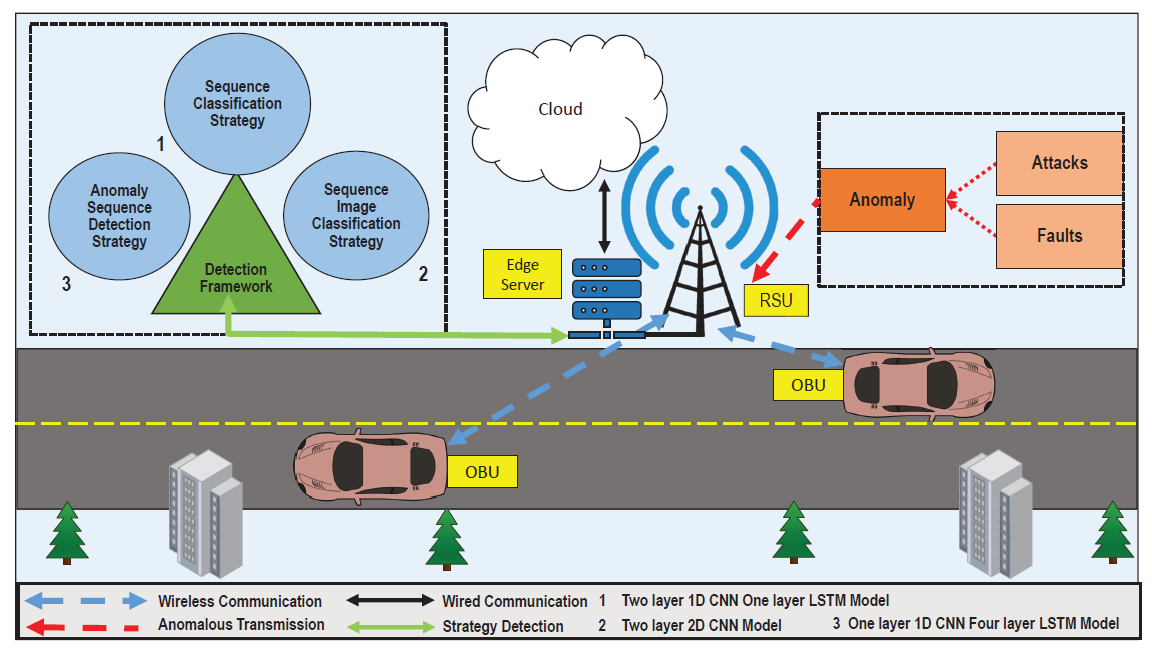 Sequence
Classification
Strategy
1
Anomaly
Sequence
Detection
Strategy
3
Sequence
Image
Classification
Strategy
2
Detection
Framework
Cloud
Edge
Server
RSU
Anomaly
Attacks
Faults
OBU
OBU
Wireless Communication
Wired Communication
1 Two layer 1D CNN One layer LSTM Model
Anomalous Transmission
Strategy Detection
2 Two layer 2D CNN Model
3 One layer 1D CNN Four layer LSTM Model